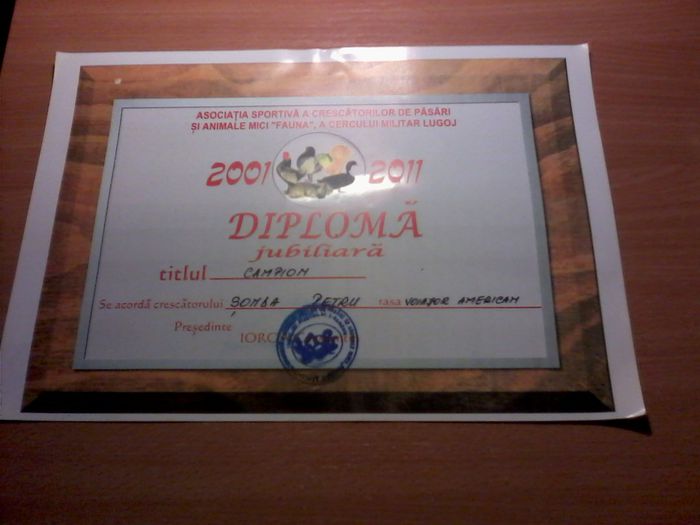 ASOCIAȚIA SPORTIVĂ A CRESCĂTORILOR DE PĂSĂRI
ȘI ANIMALE MICI "FAUNA", A CERCULUI MILITAR LUGOJ
2001 2011
DIPLOMĂ
jubiliară
titlul CAMPION
Se acordă crescătorului PETRU rasa VOIAJOR AMERICAN
Președinte